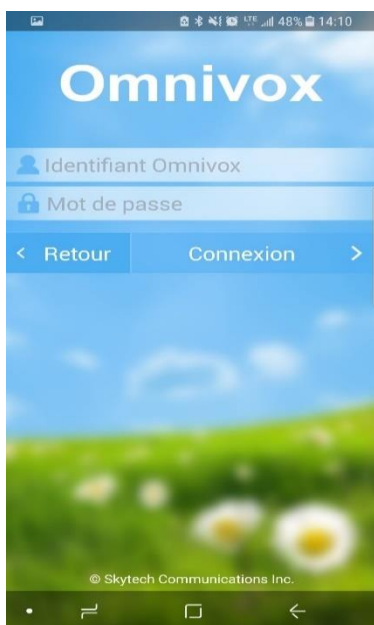 LTE 48% 14:10
Omnivox
Identifiant Omnivox
Mot de passe
< Retour Connexion >
© Skytech Communications Inc.